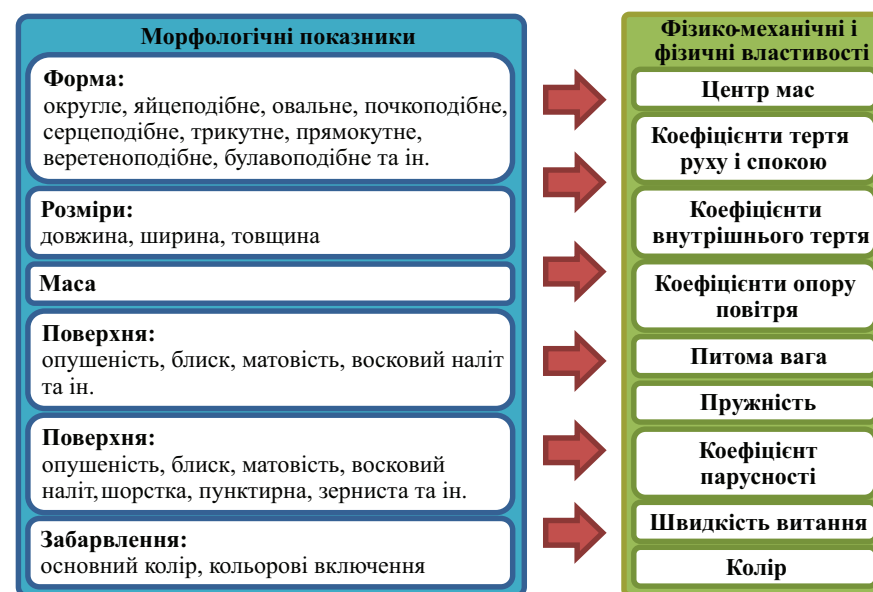 Морфологічні показники
Форма:
округле, яйцеподібне, овальне, почкоподібне,
серцеподібне, трикутне, прямокутне,
веретеноподібне, булавоподібне та ін.
Розміри:
довжина, ширина, товщина
Маса
Поверхня:
опушеність, блиск, матовість, восковий наліт
та ін.
Поверхня:
опушеність, блиск, матовість, восковий
наліт,шорстка, пунктирна, зерниста та ін.
Забарвлення:
основний колір, кольорові включення
Фізико-механічні і
фізичні властивості
Центр мас
Коефіцієнти тертя
руху і спокою
Коефіцієнти
внутрішнього тертя
Коефіцієнти опору
повітря
Питома вага
Пружність
Коефіцієнт
парусності
Швидкість витання
Колір